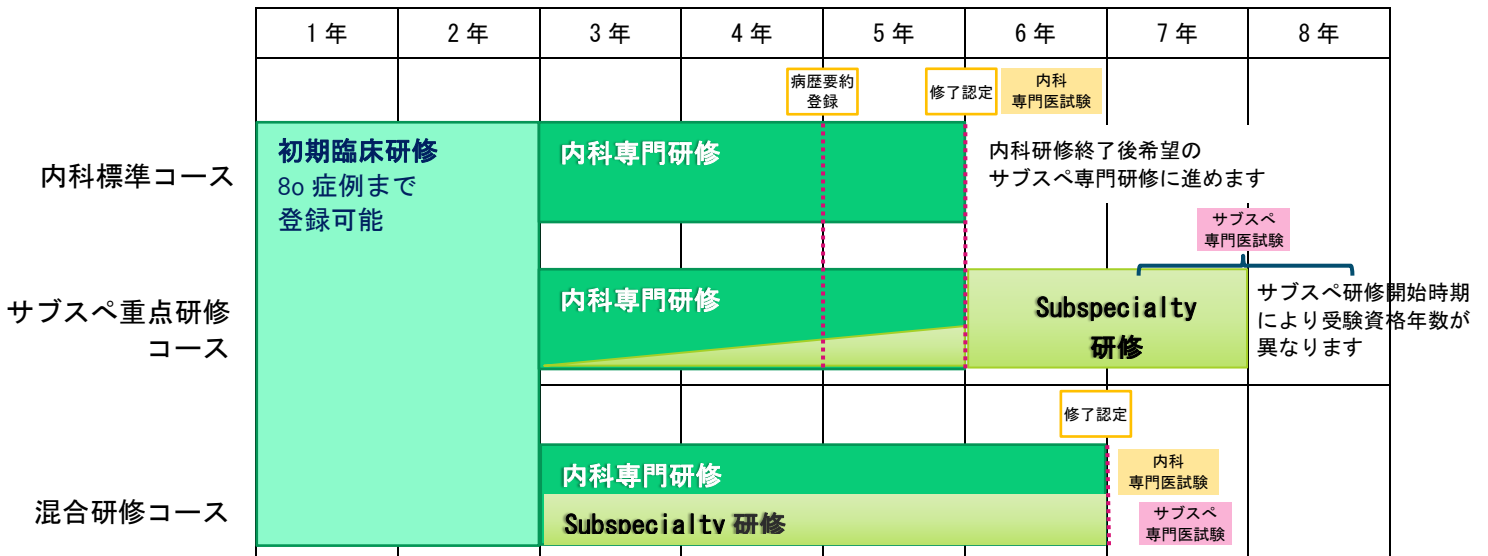 1年 2年 3年 4年 5年 6年 7年 8年
病歴要約
登録
修了認定
内科
専門医試験
内科標準コース
初期臨床研修
8o 症例まで
登録可能
内科専門研修
内科研修終了後希望の
サブスペ専門研修に進めます
サブスペ
専門医試験
サブスペ重点研修
コース
内科専門研修
Subspecialty
研修
サブスペ研修開始時期
により受験資格年数が
異なります
修了認定
混合研修コース
内科専門研修
Subspecialty 研修
内科
専門医試験
サブスペ
専門医試験